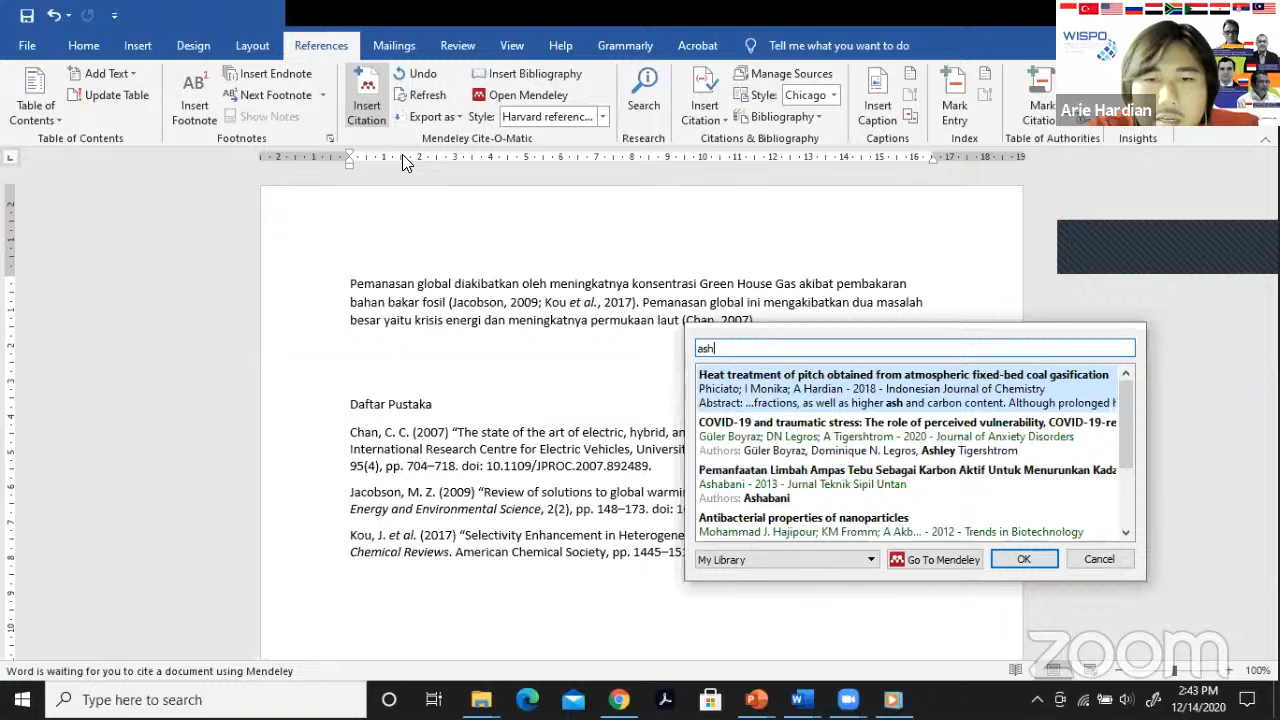 File Home Insert Design Layout References Mailings Review View Help Grammarly Acrobat Tell me what you want to do
WISPO
Arie Hardian
Table of Contents
Add Text
Update Table
Table of Contents
AB¹
Insert Footnote
Insert Endnote
Next Footnote
Show Notes
Footnotes
Insert Citation
Undo
Refresh
Exports
Insert Bibliography
Open Mendeley
Style: Harvard referenc...
Mendeley Cite-O-Matic
Search
Research
Insert Citation
Manage Sources
Style: Chicago
Bibliography
Citations & Bibliography
Insert Caption
Captions
Mark Entry
Index
Mark Citation
Table of Authorities
Insights
Pemanasan global diakibatkan oleh meningkatnya konsentrasi Green House Gas akibat pembakaran
bahan bakar fosil (Jacobson, 2009; Kou et al., 2017). Pemanasan global ini mengakibatkan dua masalah
besar yaitu krisis energi dan meningkatnya permukaan laut (Chan, 2007)
Daftar Pustaka
Chan, C. C. (2007) “The state of the art of electric, hybrid, an
International Research Centre for Electric Vehicles, Universi
95(4), pp. 704–718. doi: 10.1109/JPROC.2007.892489.
Jacobson, M. Z. (2009) “Review of solutions to global warmin
Energy and Environmental Science, 2(2), pp. 148–173. doi: 1
Kou, J. et al. (2017) “Selectivity Enhancement in Heterogene
Chemical Reviews. American Chemical Society, pp. 1445–15
ash
Heat treatment of pitch obtained from atmospheric fixed-bed coal gasification
Phiciato; I Monika; A Hardian - 2018 - Indonesian Journal of Chemistry
Abstract: ...fractions, as well as higher ash and carbon content. Although prolonged h
COVID-19 and traumatic stress: The role of perceived vulnerability, COVID-19-re
Güler Boyraz; DN Legros; A Tigershtrom - 2020 - Journal of Anxiety Disorders
Authors: Güler Boyraz, Dominique N. Legros, Ashley Tigershtrom
Pemanfaatan Limbah Ampas Tebu Sebagai Karbon Aktif Untuk Menurunkan Kada
Ashabani - 2013 - Jurnal Teknik Sipil Untan
Authors: Ashabani
Antibacterial properties of nanoparticles
Mohammad J. Hajipour; KM Fromm; A Akb... - 2012 - Trends in Biotechnology
My Library Go To Mendeley OK Cancel
zoom
Word is waiting for you to cite a document using Mendeley
100%
Type here to search
2:43 PM
12/14/2020